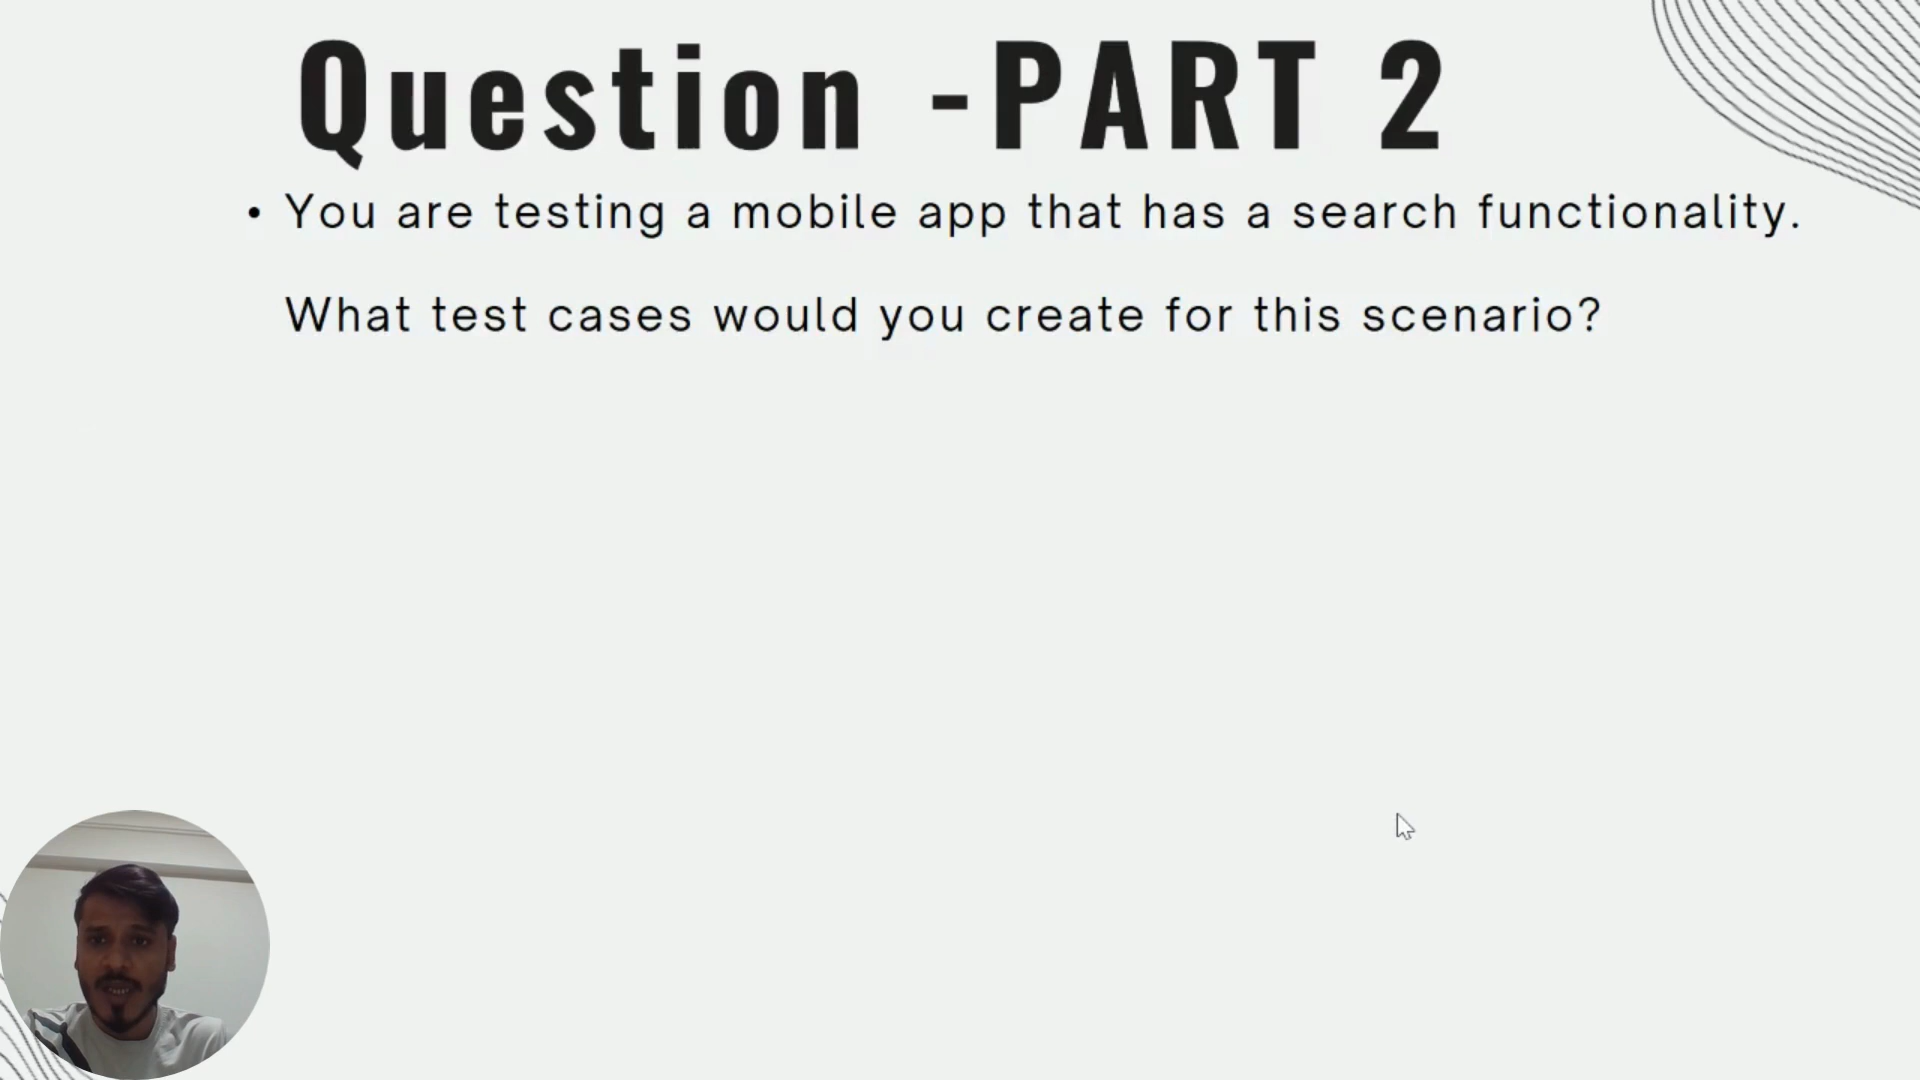 Question -PART 2
• You are testing a mobile app that has a search functionality.
What test cases would you create for this scenario?